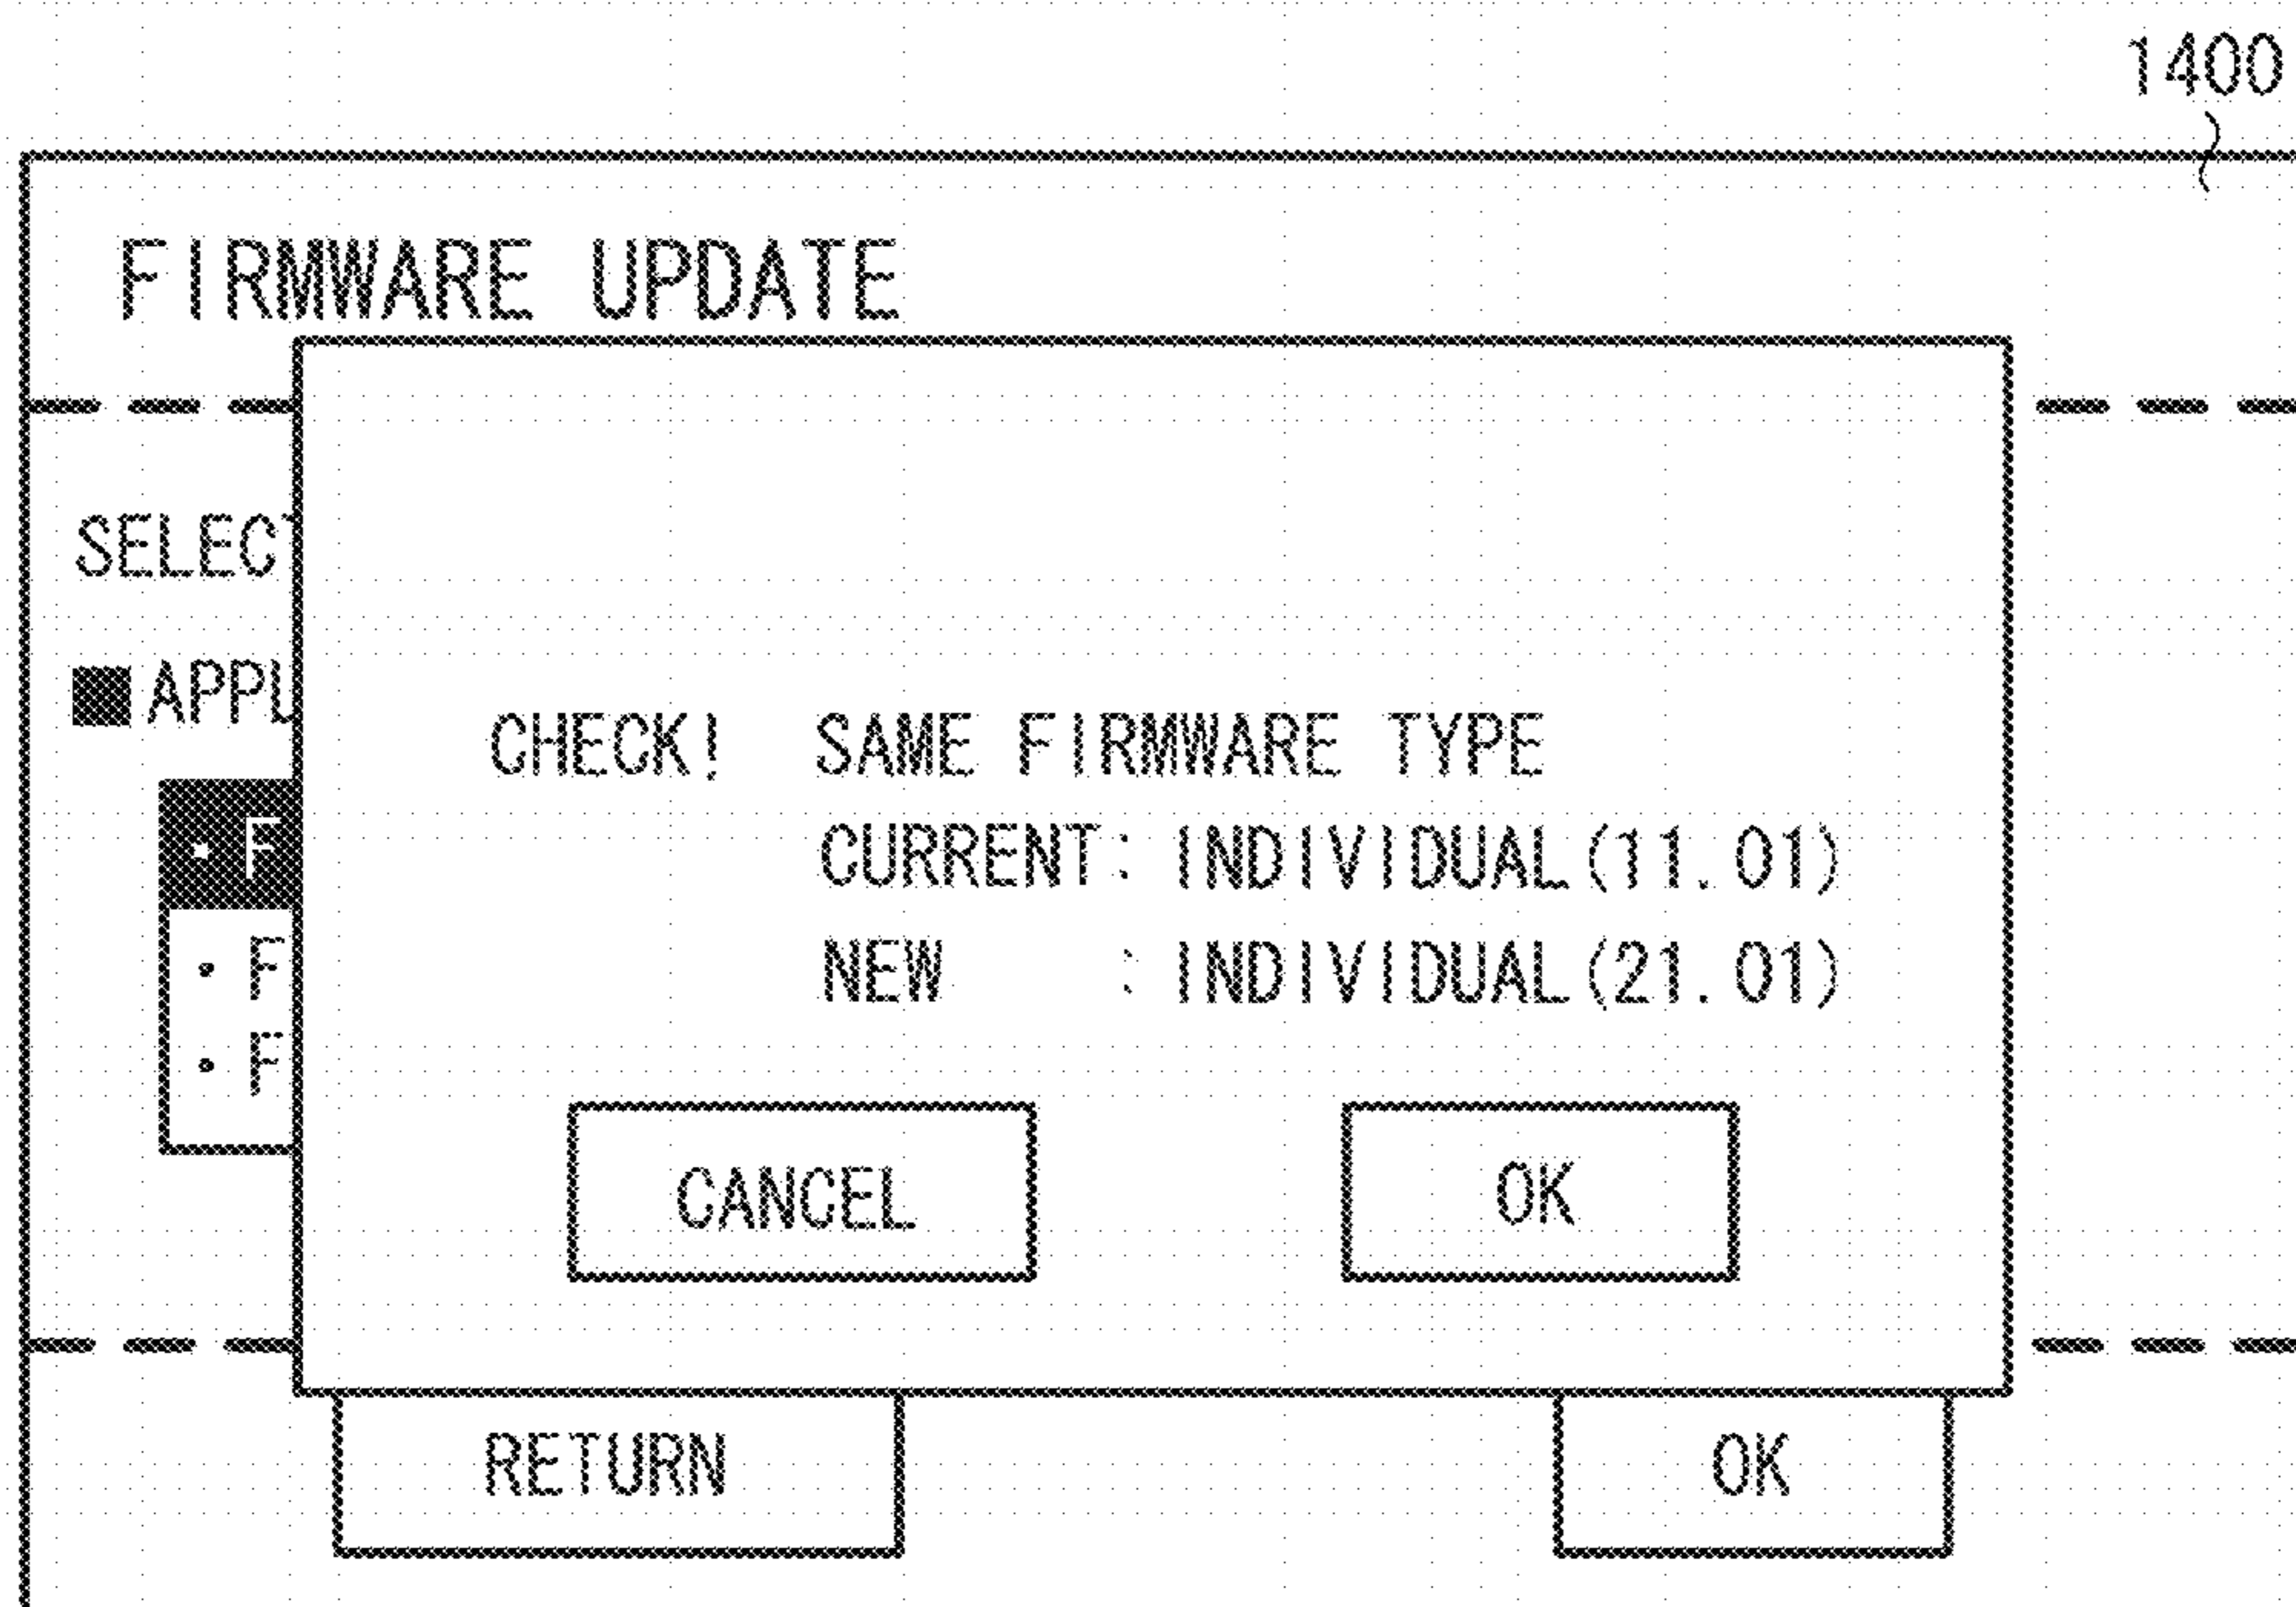 1400
FIRMWARE UPDATE
SELECT
APPL
CHECK! SAME FIRMWARE TYPE
CURRENT: INDIVIDUAL(11.01)
NEW : INDIVIDUAL(21.01)
· F
· F
· F
CANCEL OK
RETURN OK